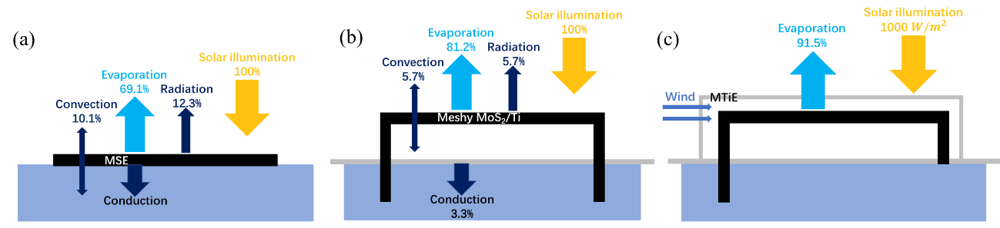 (a)
Solar illumination
100%
Evaporation
69.1%
Radiation
12.3%
Convection
10.1%
MSE
Conduction
(b)
Evaporation
81.2%
Solar illumination
100%
Radiation
5.7%
Convection
5.7%
Meshy MoS₂/Ti
Conduction
3.3%
(c)
Solar illumination
1000 W/m²
Evaporation
91.5%
Wind
MTiE